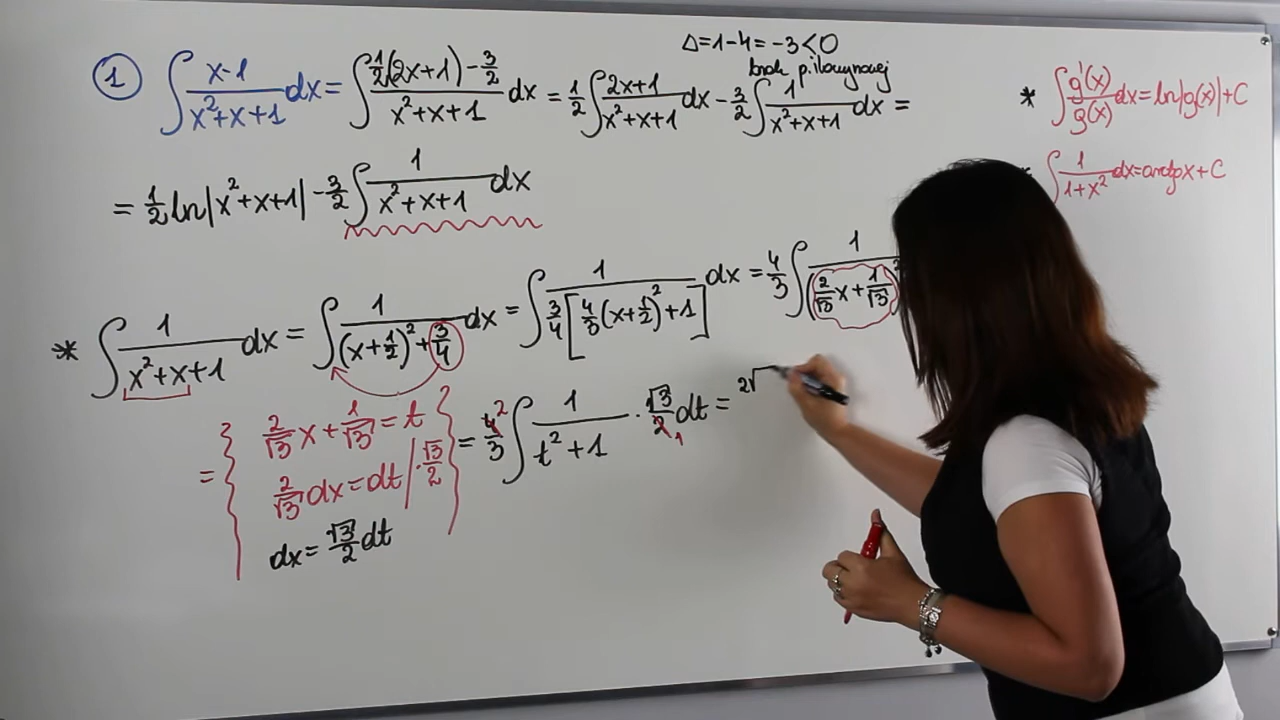 Δ=1-4=-3<0
brak p.
① ∫ (x-1)/(x²+x+1) dx = ∫ (½(2x+1) - 3/2)/(x²+x+1) dx = ½ ∫ (2x+1)/(x²+x+1) dx - 3/2 ∫ 1/(x²+x+1) dx =
* ∫ g'(x)/g(x) dx = ln|g(x)| + C
∫ 1/(1+x²) dx = arctgx + C
= ½ ln|x²+x+1| - 3/2 ∫ 1/(x²+x+1) dx
* ∫ 1/(x²+x+1) dx = ∫ 1/((x+½)²+3/4) dx = ∫ 1/(3/4[4/3(x+½)²+1]) dx = 4/3 ∫ 1/((2/√3 x + 1/√3)²
= { 2/√3 x + 1/√3 = t
2/√3 dx = dt | · √3/2
dx = √3/2 dt } = 4/3 2 ∫ 1/(t²+1) · √3/2 1 dt = 2√